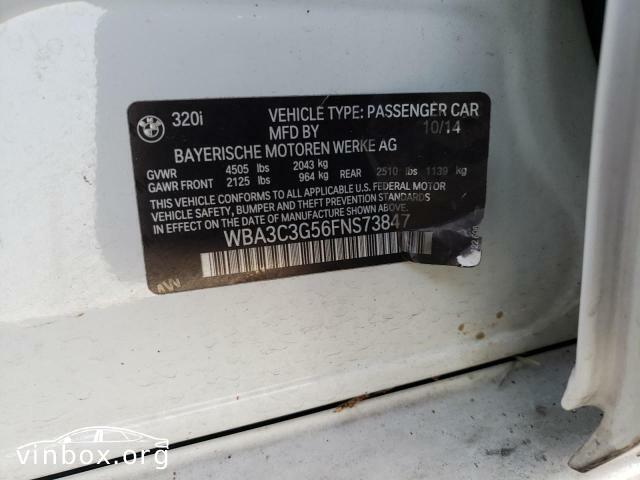 BMW
320i VEHICLE TYPE: PASSENGER CAR
MFD BY 10/14
BAYERISCHE MOTOREN WERKE AG
GVWR 4505 lbs 2043 kg
GAWR FRONT 2125 lbs 964 kg REAR 2510 lbs 1139 kg
THIS VEHICLE CONFORMS TO ALL APPLICABLE U.S. FEDERAL MOTOR
VEHICLE SAFETY, BUMPER AND THEFT PREVENTION STANDARDS
IN EFFECT ON THE DATE OF MANUFACTURE SHOWN ABOVE.
WBA3C3G56FNS73847
AW
vinbox.org